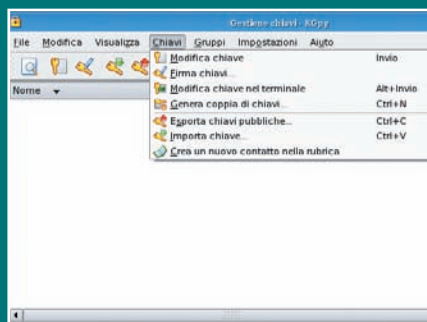 Gestione chiavi - KGpg
File Modifica Visualizza Chiavi Gruppi Impostazioni Aiuto
Nome
Modifica chiave Invio
Firma chiavi...
Modifica chiave nel terminale Alt+Invio
Genera coppia di chiavi... Ctrl+N
Esporta chiavi pubbliche... Ctrl+C
Importa chiave... Ctrl+V
Crea un nuovo contatto nella rubrica